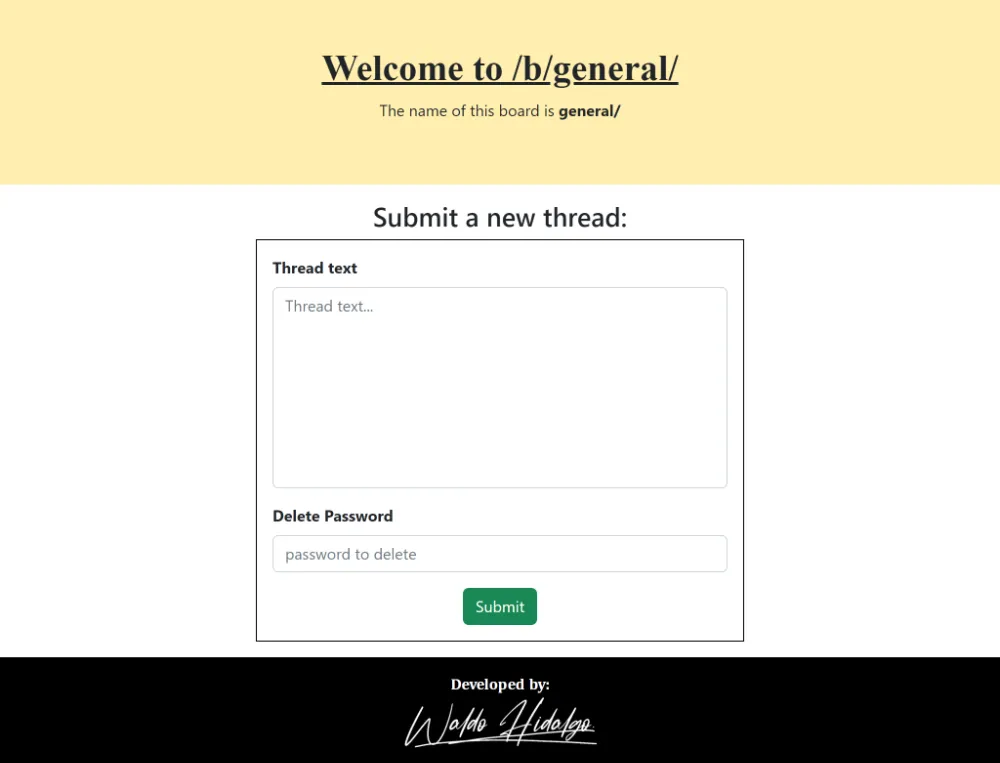 Welcome to /b/general/
The name of this board is general/
Submit a new thread:
Thread text
Thread text...
Delete Password
password to delete
Submit
Developed by:
Waldo Hidalgo